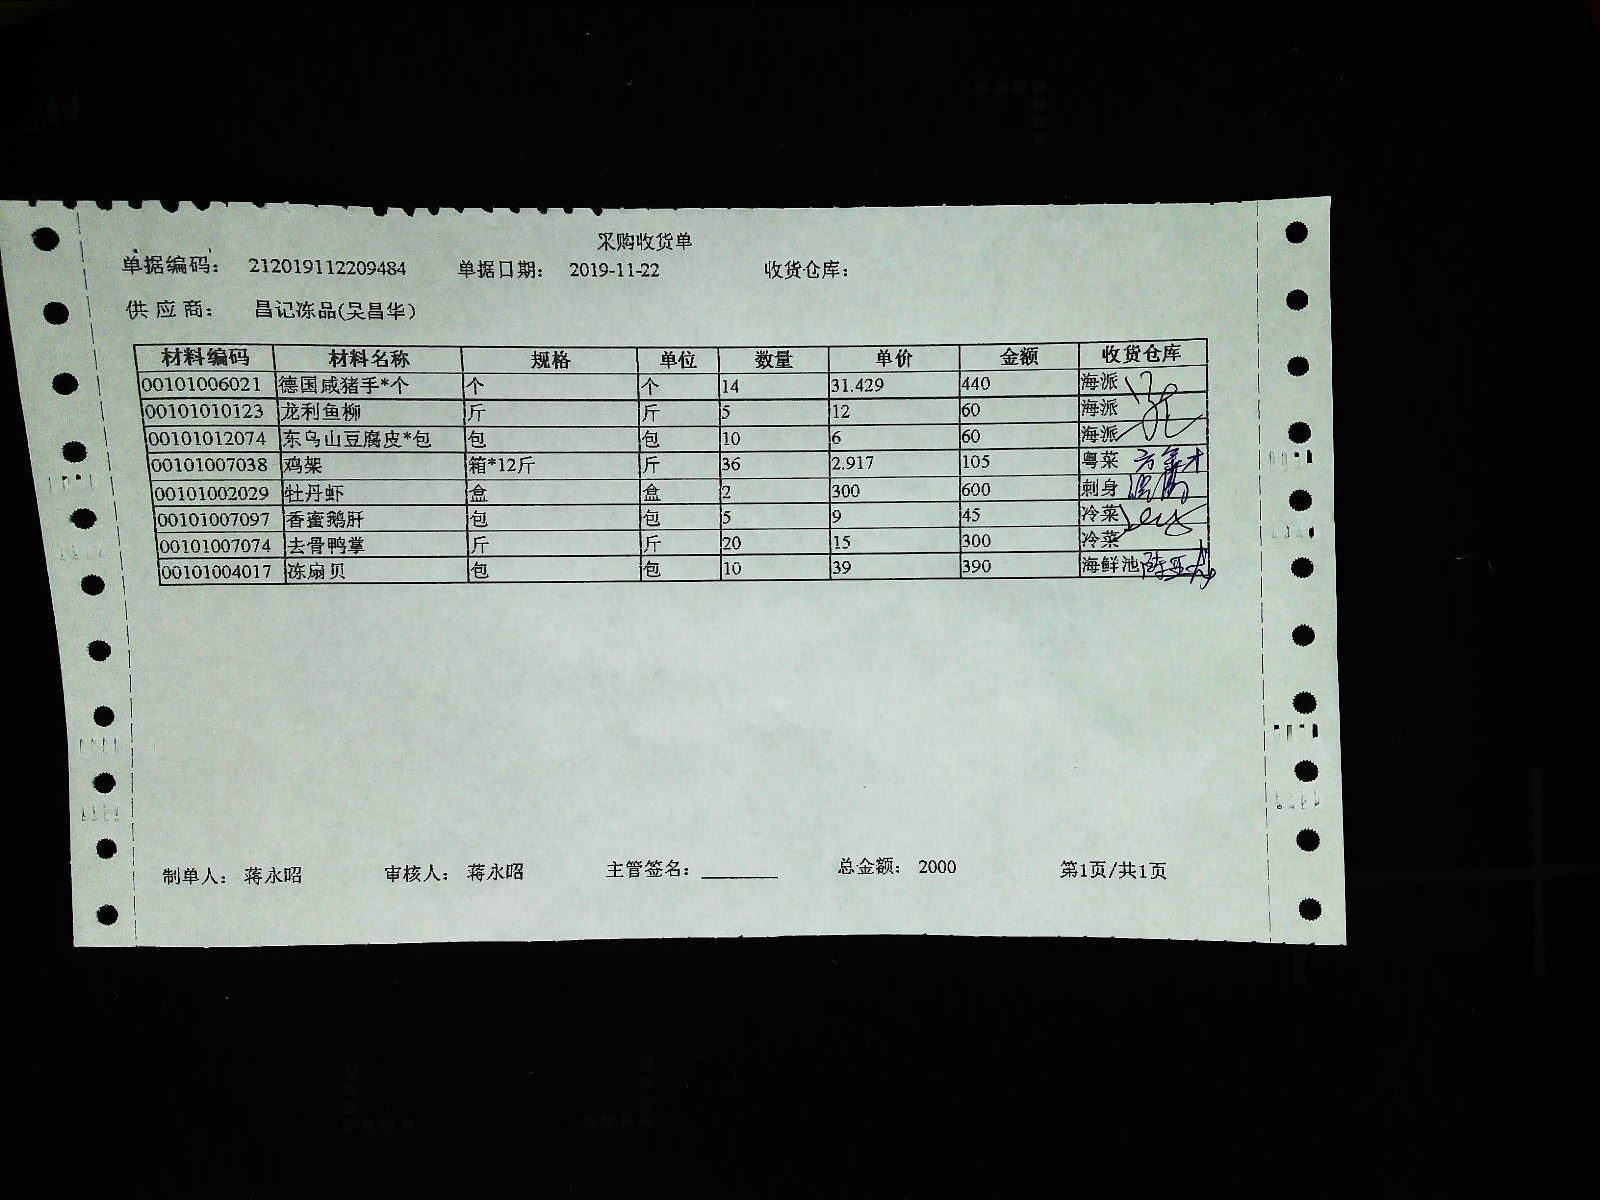 采购收货单
单据编码： 212019112209484 单据日期： 2019-11-22 收货仓库：
供 应 商： 昌记冻品(吴昌华)
材料编码 材料名称 规格 单位 数量 单价 金额 收货仓库
00101006021 德国咸猪手*个 个 个 14 31.429 440 海派
00101010123 龙利鱼柳 斤 斤 5 12 60 海派
00101012074 东乌山豆腐皮*包 包 包 10 6 60 海派
00101007038 鸡架 箱*12斤 斤 36 2.917 105 粤菜
00101002029 牡丹虾 盒 盒 2 300 600 刺身
00101007097 香蜜鹅肝 包 包 5 9 45 冷菜
00101007074 去骨鸭掌 斤 斤 20 15 300 冷菜
00101004017 冻扇贝 包 包 10 39 390 海鲜池
制单人： 蒋永昭 审核人： 蒋永昭 主管签名： 总金额： 2000 第1页/共1页